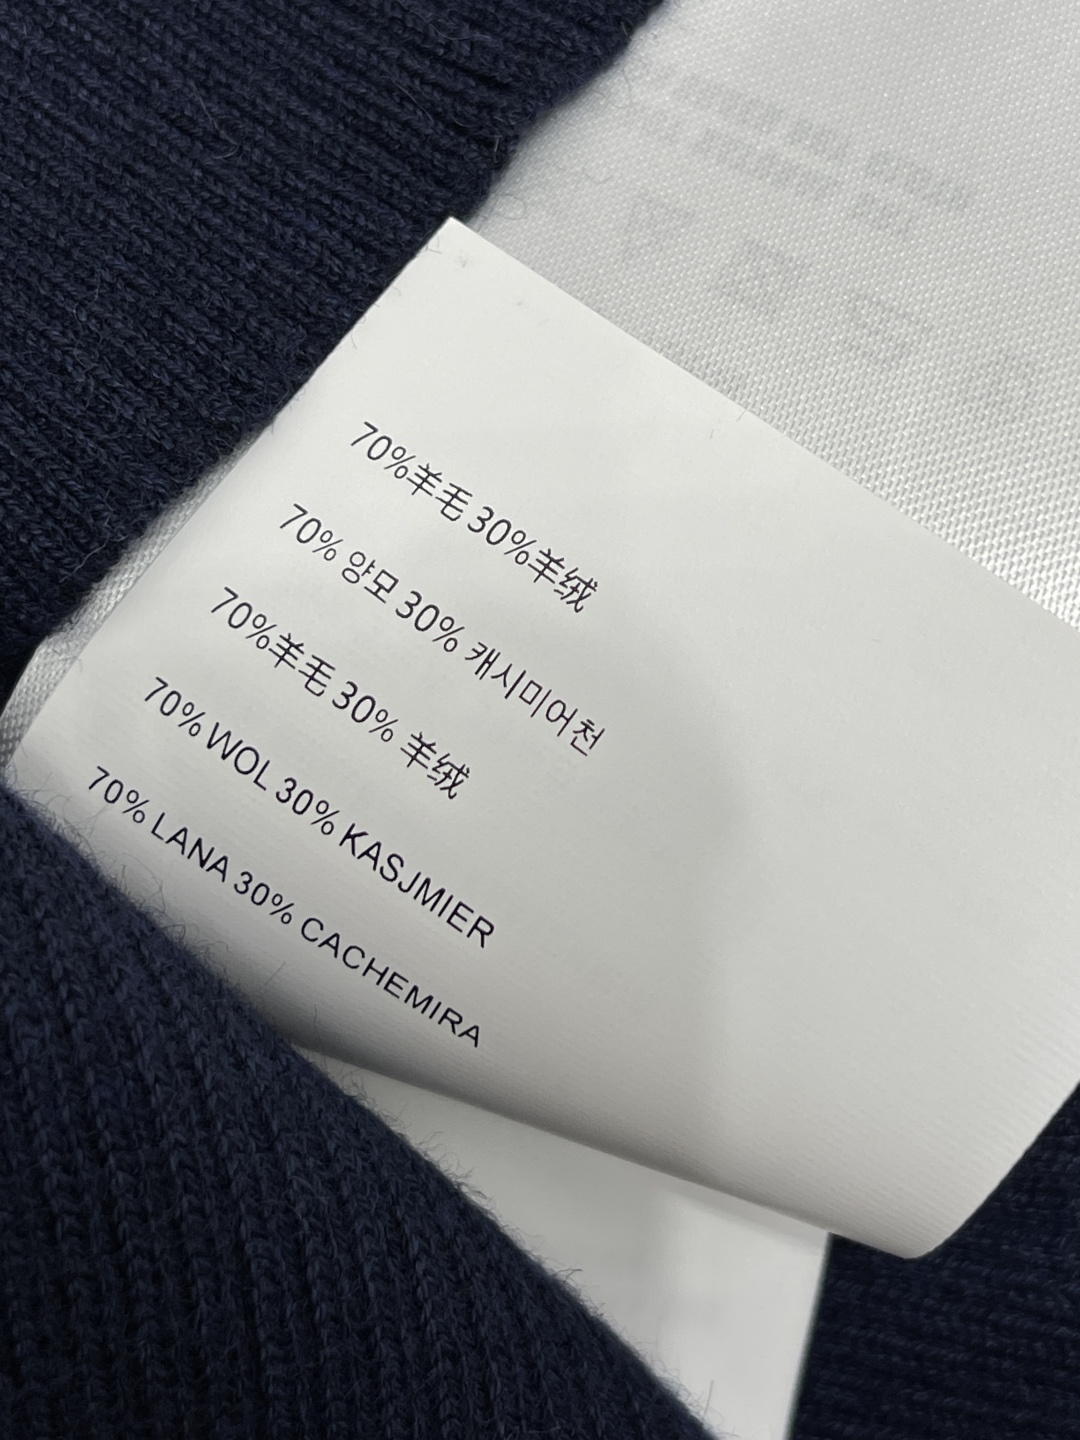 70%羊毛 30%羊绒
70% 양모 30% 캐시미어천
70%羊毛 30% 羊绒
70% WOL 30% KASJMIER
70% LANA 30% CACHEMIRA